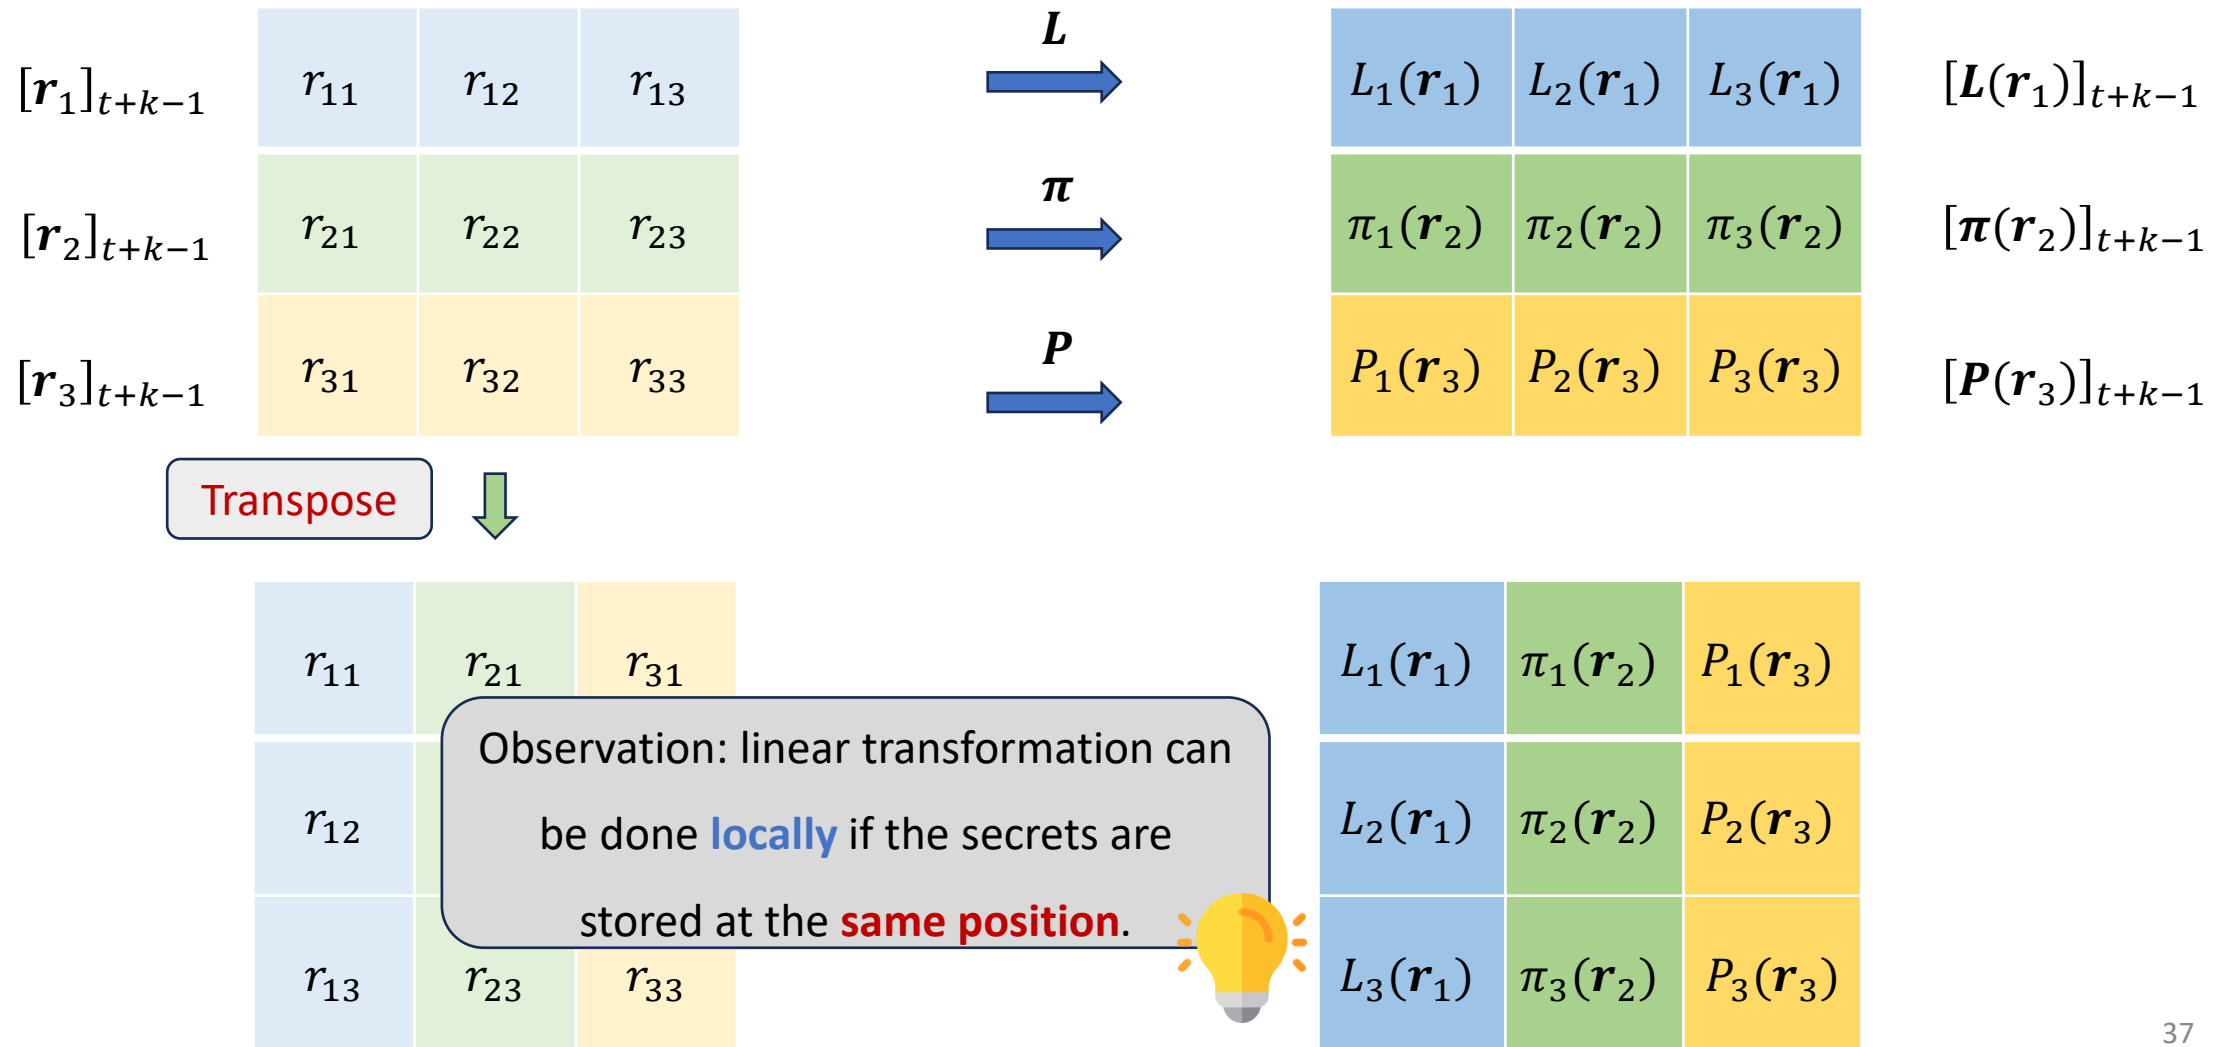 [𝒓₁]ₜ₊ₖ₋₁ r₁₁ r₁₂ r₁₃ 𝑳 L₁(𝒓₁) L₂(𝒓₁) L₃(𝒓₁) [𝑳(𝒓₁)]ₜ₊ₖ₋₁
[𝒓₂]ₜ₊ₖ₋₁ r₂₁ r₂₂ r₂₃ 𝝅 π₁(𝒓₂) π₂(𝒓₂) π₃(𝒓₂) [𝝅(𝒓₂)]ₜ₊ₖ₋₁
[𝒓₃]ₜ₊ₖ₋₁ r₃₁ r₃₂ r₃₃ 𝑷 P₁(𝒓₃) P₂(𝒓₃) P₃(𝒓₃) [𝑷(𝒓₃)]ₜ₊ₖ₋₁
Transpose
r₁₁ r₂₁ r₃₁ L₁(𝒓₁) π₁(𝒓₂) P₁(𝒓₃)
r₁₂ L₂(𝒓₁) π₂(𝒓₂) P₂(𝒓₃)
r₁₃ r₂₃ r₃₃ L₃(𝒓₁) π₃(𝒓₂) P₃(𝒓₃)
Observation: linear transformation can
be done locally if the secrets are
stored at the same position.
37